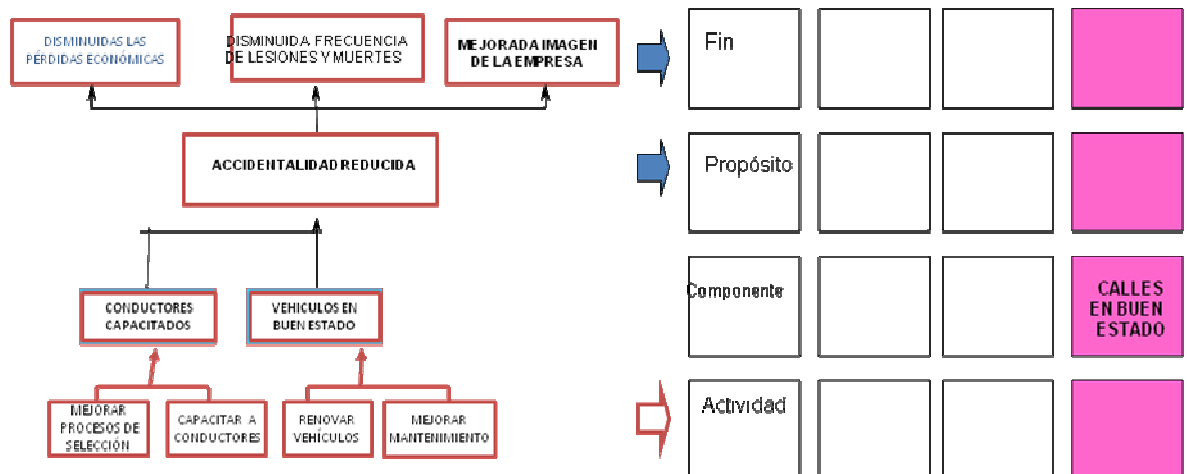 DISMINUIDAS LAS
PÉRDIDAS ECONÓMICAS
DISMINUIDA FRECUENCIA
DE LESIONES Y MUERTES
MEJORADA IMAGEN
DE LA EMPRESA
Fin
ACCIDENTALIDAD REDUCIDA
Propósito
CONDUCTORES
CAPACITADOS
VEHICULOS EN
BUEN ESTADO
Componente
CALLES
EN BUEN
ESTADO
MEJORAR
PROCESOS DE
SELECCIÓN
CAPACITAR A
CONDUCTORES
RENOVAR
VEHÍCULOS
MEJORAR
MANTENIMIENTO
Actividad